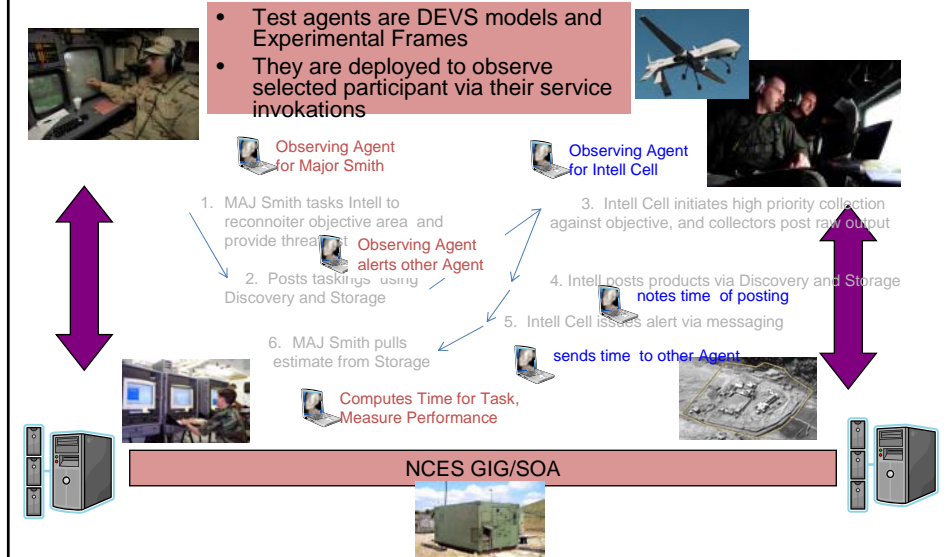 • Test agents are DEVS models and
Experimental Frames
• They are deployed to observe
selected participant via their service
invokations
Observing Agent
for Major Smith
Observing Agent
for Intell Cell
1. MAJ Smith tasks Intell to
reconnoiter objective area and
provide threat
3. Intell Cell initiates high priority collection
against objective, and collectors post raw output
Observing Agent
alerts other Agent
2. Posts taskings using
Discovery and Storage
4. Intell posts products via Discovery and Storage
notes time of posting
5. Intell Cell issues alert via messaging
6. MAJ Smith pulls
estimate from Storage
sends time to other Agent
Computes Time for Task,
Measure Performance
NCES GIG/SOA